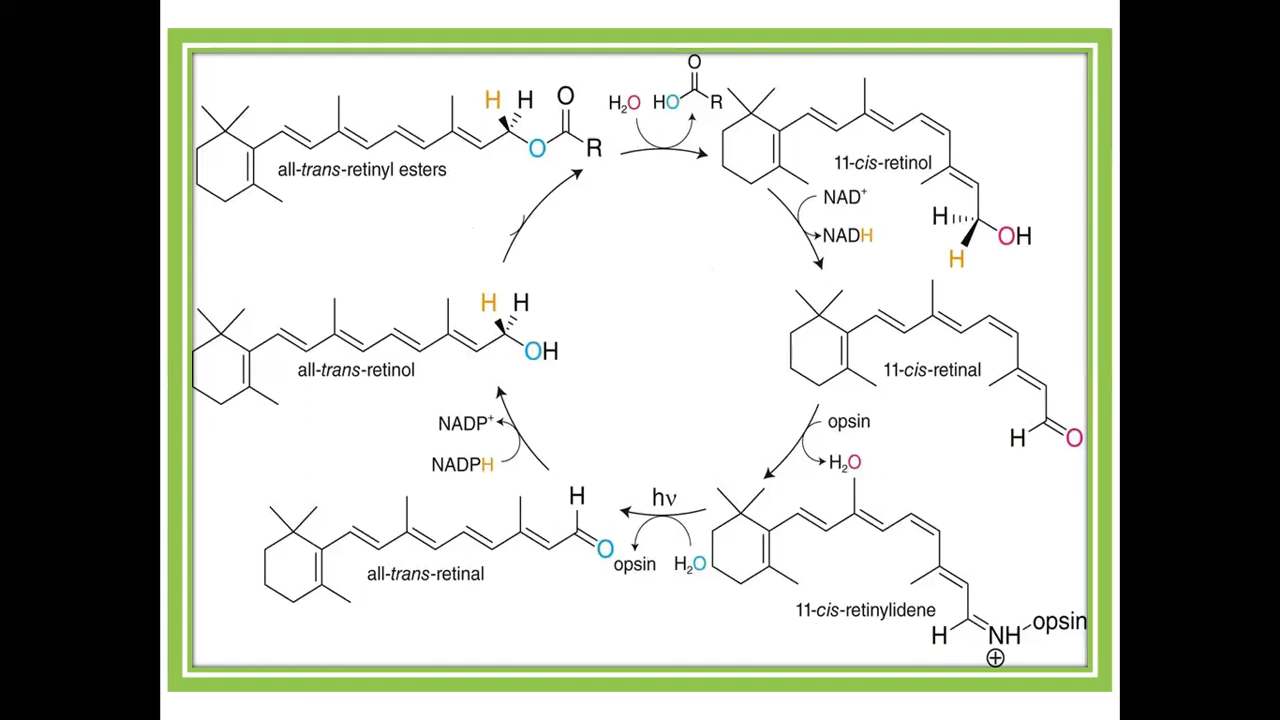 H H O
O R
all-trans-retinyl esters
H₂O HO O R
11-cis-retinol
H
H
OH
NAD⁺
NADH
H H
OH
all-trans-retinol
11-cis-retinal
H O
NADP⁺
NADPH
opsin
H₂O
hν
opsin H₂O
H
O
all-trans-retinal
11-cis-retinylidene
H NH opsin
⊕